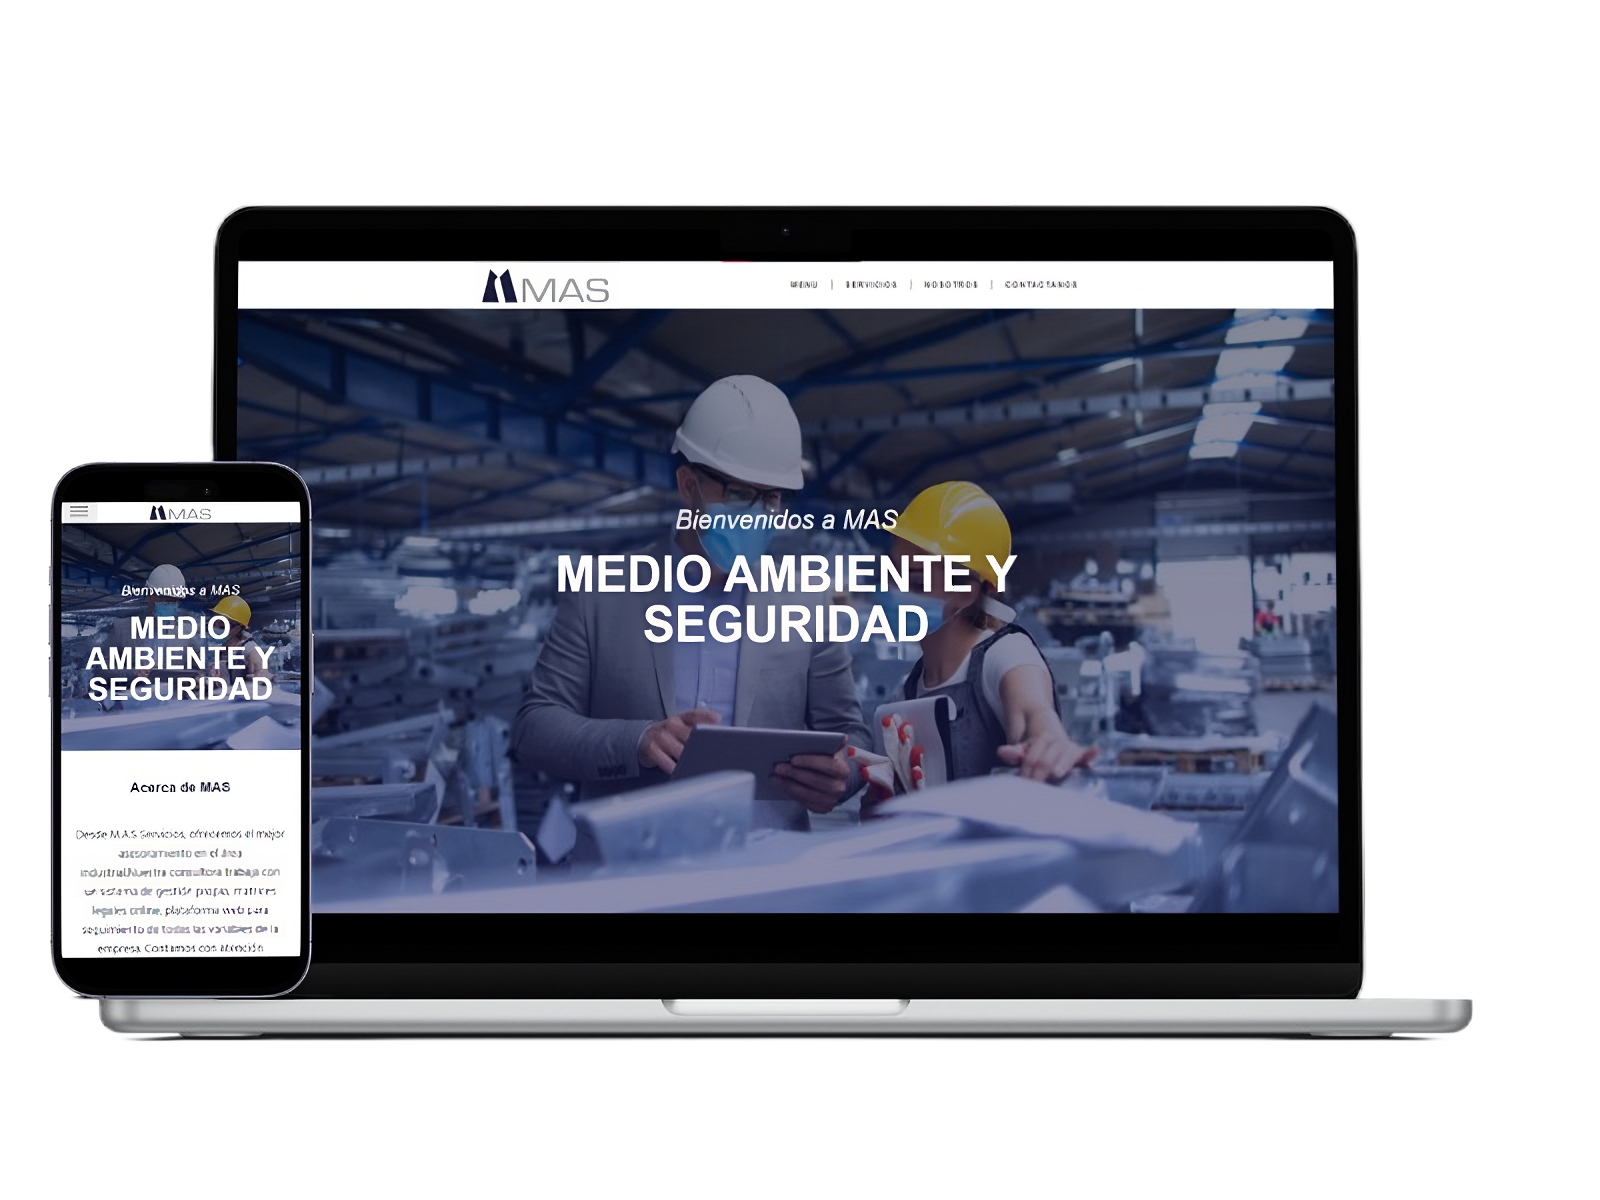 MAS
MENU | SERVICIOS | NOSOTROS | CONTACTANOS
Bienvenidos a MAS
MEDIO AMBIENTE Y
SEGURIDAD
MAS
Bienvenidos a MAS
MEDIO
AMBIENTE Y
SEGURIDAD
Acerca de MAS
Desde M.A.S Servicios, ofrecemos el mejor
asesoramiento en el área
industrial.Nuestra consultora trabaja con
un sistema de gestión propio, matrices
legales online, plataforma web para
seguimiento de todas las variables de la
empresa. Contamos con atención